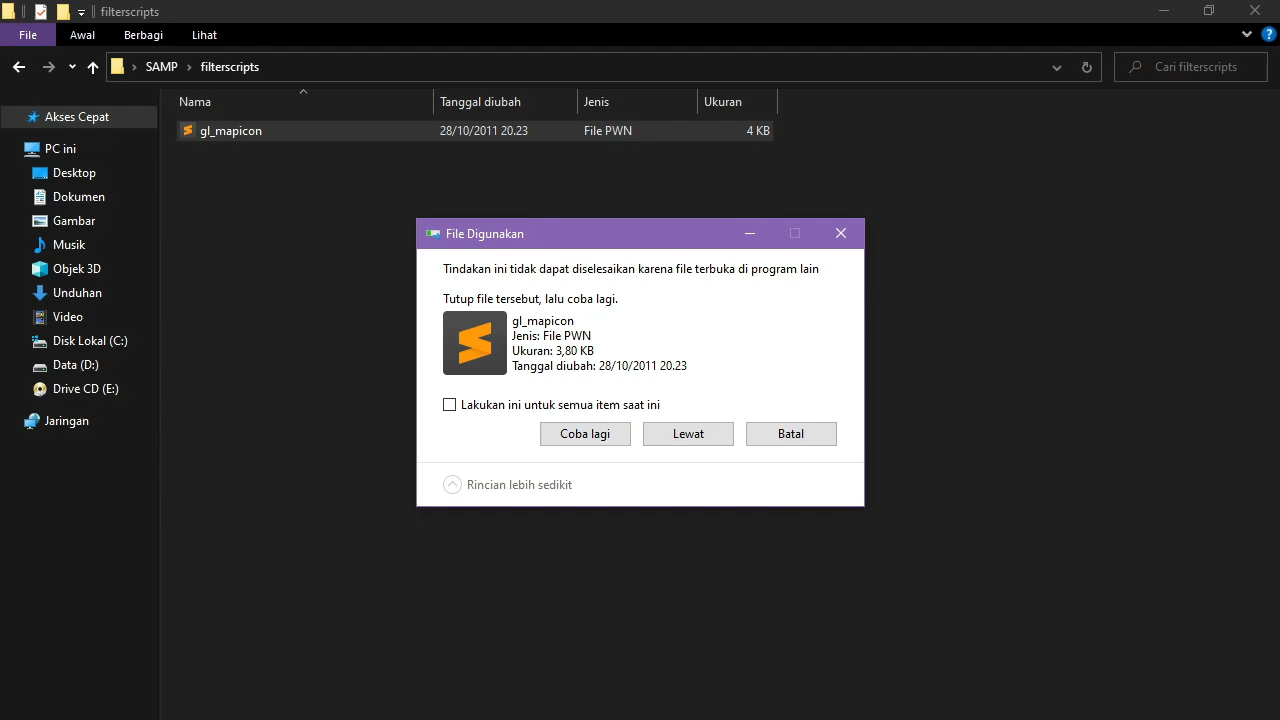 filterscripts
File Awal Berbagi Lihat
SAMP filterscripts
Cari filterscripts
Nama Tanggal diubah Jenis Ukuran
gl_mapicon 28/10/2011 20.23 File PWN 4 KB
Akses Cepat
PC ini
Desktop
Dokumen
Gambar
Musik
Objek 3D
Unduhan
Video
Disk Lokal (C:)
Data (D:)
Drive CD (E:)
Jaringan
File Digunakan
Tindakan ini tidak dapat diselesaikan karena file terbuka di program lain
Tutup file tersebut, lalu coba lagi.
gl_mapicon
Jenis: File PWN
Ukuran: 3,80 KB
Tanggal diubah: 28/10/2011 20.23
Lakukan ini untuk semua item saat ini
Coba lagi Lewat Batal
Rincian lebih sedikit